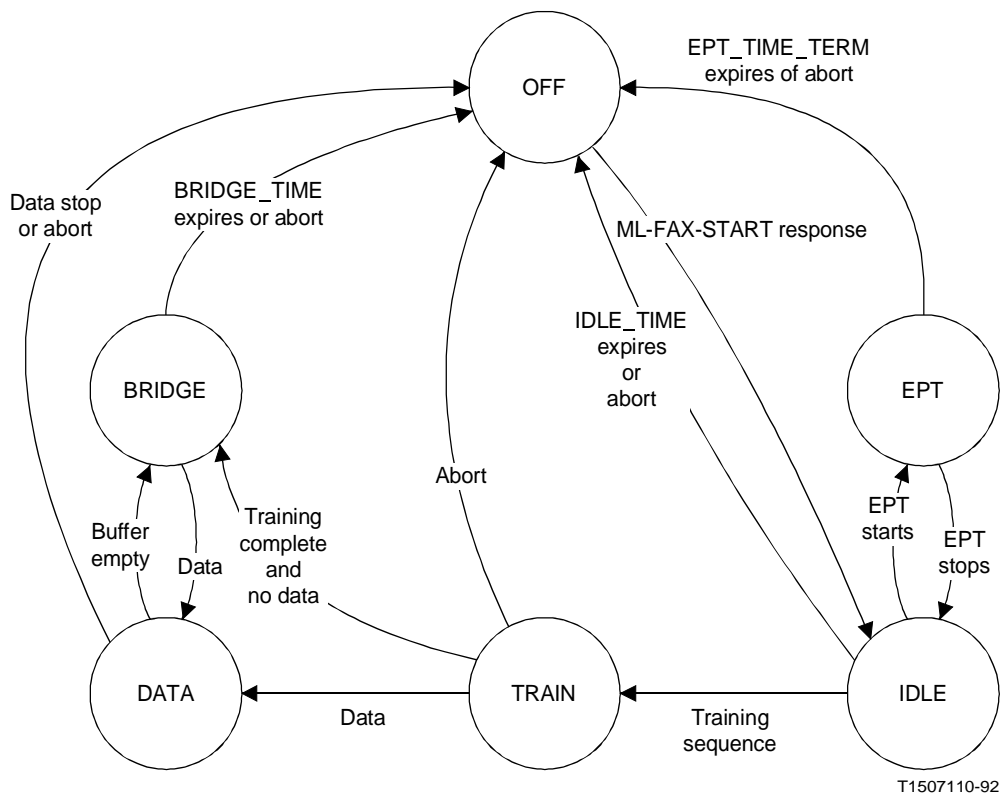 EPT_TIME_TERM
expires of abort
OFF
Data stop
or abort
BRIDGE_TIME
expires or abort
ML-FAX-START response
IDLE_TIME
expires
or
abort
BRIDGE
EPT
Abort
Buffer
empty
Data
Training
complete
and
no data
EPT
starts
EPT
stops
DATA
TRAIN
IDLE
Data
Training
sequence
T1507110-92